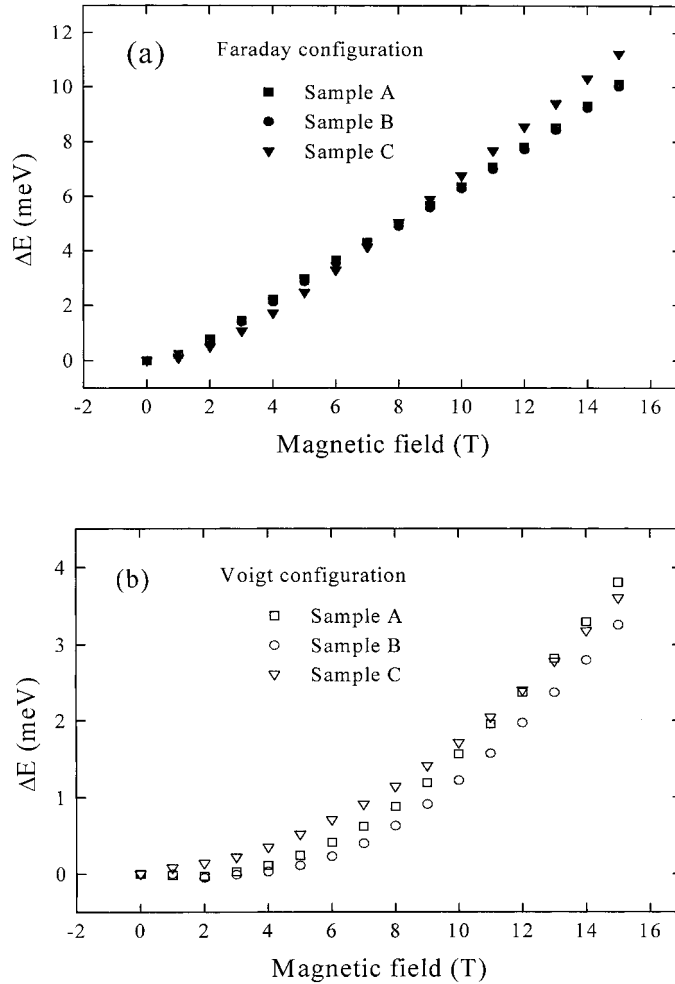 (a)
Faraday configuration
Sample A
Sample B
Sample C
ΔE (meV)
12
10
8
6
4
2
0
-2 0 2 4 6 8 10 12 14 16
Magnetic field (T)
(b)
Voigt configuration
Sample A
Sample B
Sample C
ΔE (meV)
4
3
2
1
0
-2 0 2 4 6 8 10 12 14 16
Magnetic field (T)